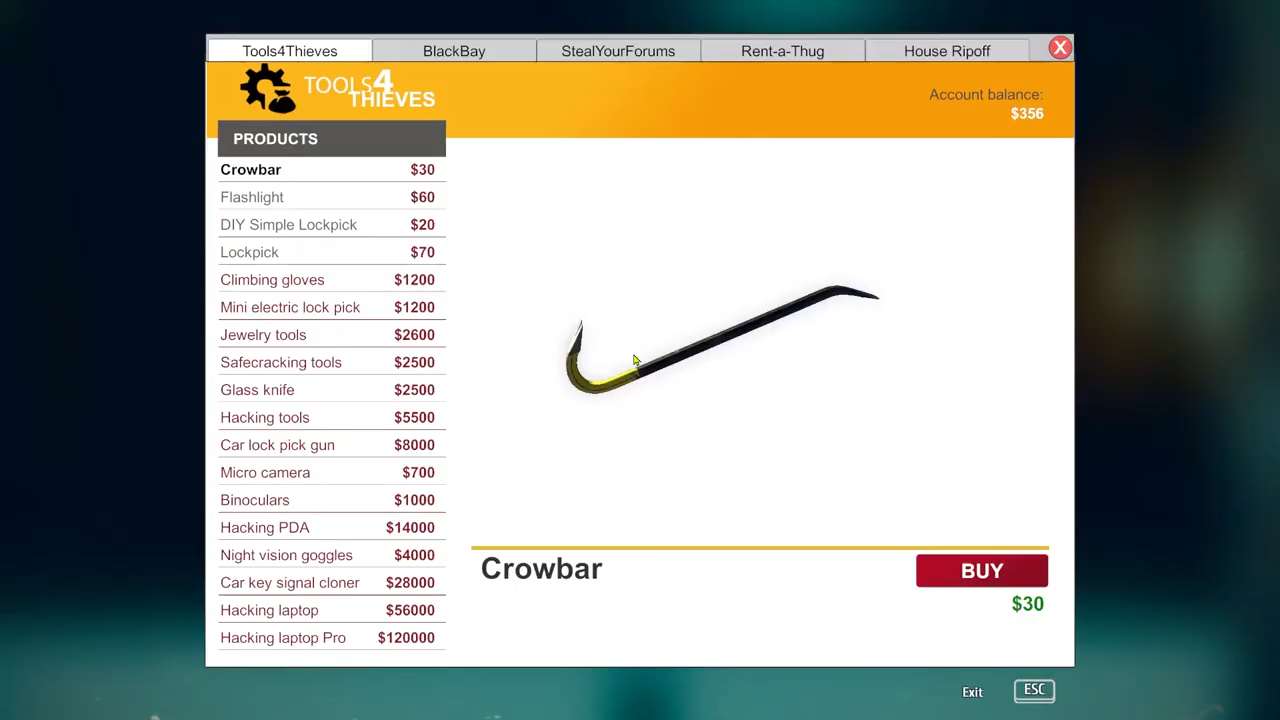 Tools4Thieves
BlackBay
StealYourForums
Rent-a-Thug
House Ripoff
X
TOOLS4
THIEVES
Account balance:
$356
PRODUCTS
Crowbar $30
Flashlight $60
DIY Simple Lockpick $20
Lockpick $70
Climbing gloves $1200
Mini electric lock pick $1200
Jewelry tools $2600
Safecracking tools $2500
Glass knife $2500
Hacking tools $5500
Car lock pick gun $8000
Micro camera $700
Binoculars $1000
Hacking PDA $14000
Night vision goggles $4000
Car key signal cloner $28000
Hacking laptop $56000
Hacking laptop Pro $120000
Crowbar
BUY
$30
Exit ESC